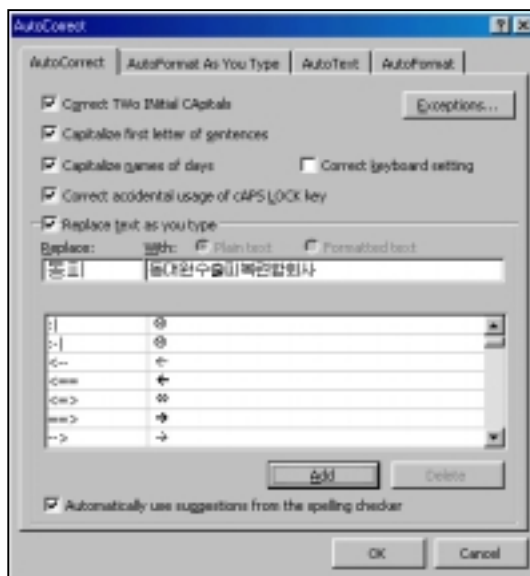 AutoCorrect
AutoCorrect AutoFormat As You Type AutoText AutoFormat
Correct TWo INitial CApitals Exceptions...
Capitalize first letter of sentences
Capitalize names of days Correct keyboard setting
Correct accidental usage of cAPS LOCK key
Replace text as you type
Replace: With: Plain text Formatted text
:|
:-|
<-- ←
<==
<=>
==>
--> →
Add Delete
Automatically use suggestions from the spelling checker
OK Cancel